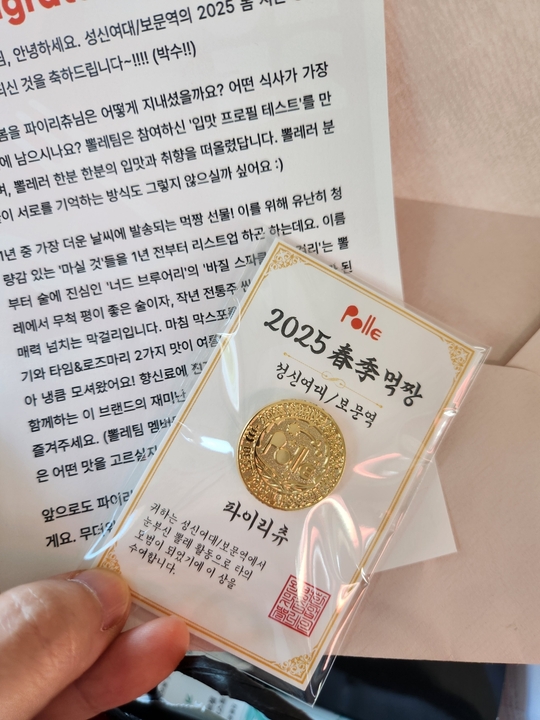 님, 안녕하세요. 성신여대/보문역의 2025 봄
되신 것을 축하드립니다~!!!! (박수!!)
봄을 파이리츄님은 어떻게 지내셨을까요? 어떤 식사가 가장
에 남으시나요? 뽈레팀은 참여하신 '입맛 프로필 테스트'를 만
며, 뽈레러 한분 한분의 입맛과 취향을 떠올렸답니다. 뽈레러 분
이 서로를 기억하는 방식도 그렇지 않으실까 싶어요 :)
1년 중 가장 더운 날씨에 발송되는 먹짱 선물! 이를 위해 유난히 청
량감 있는 '마실 것'들을 1년 전부터 리스트업 하곤 하는데요. 이름
부터 술에 진심인 '너드 브루어리'의 '바질 는 뽈
레에서 무척 평이 좋은 술이자, 작년 전통주 된
매력 넘치는 막걸리입니다. 마침 막스포
기와 타임&로즈마리 2가지 맛이
아 냉큼 모셔왔어요! 향신료에
함께하는 이 브랜드의 재미난
즐겨주세요. (뽈레팀 멤버
은 어떤 맛을 고르실지
앞으로도 파이리
게요.
Polle
2025 春季 먹짱
성신여대/보문역
파이리츄
귀하는 성신여대/보문역에서
눈부신 뽈레 활동으로 타의
모범이 되었기에 이 상을
수여합니다.